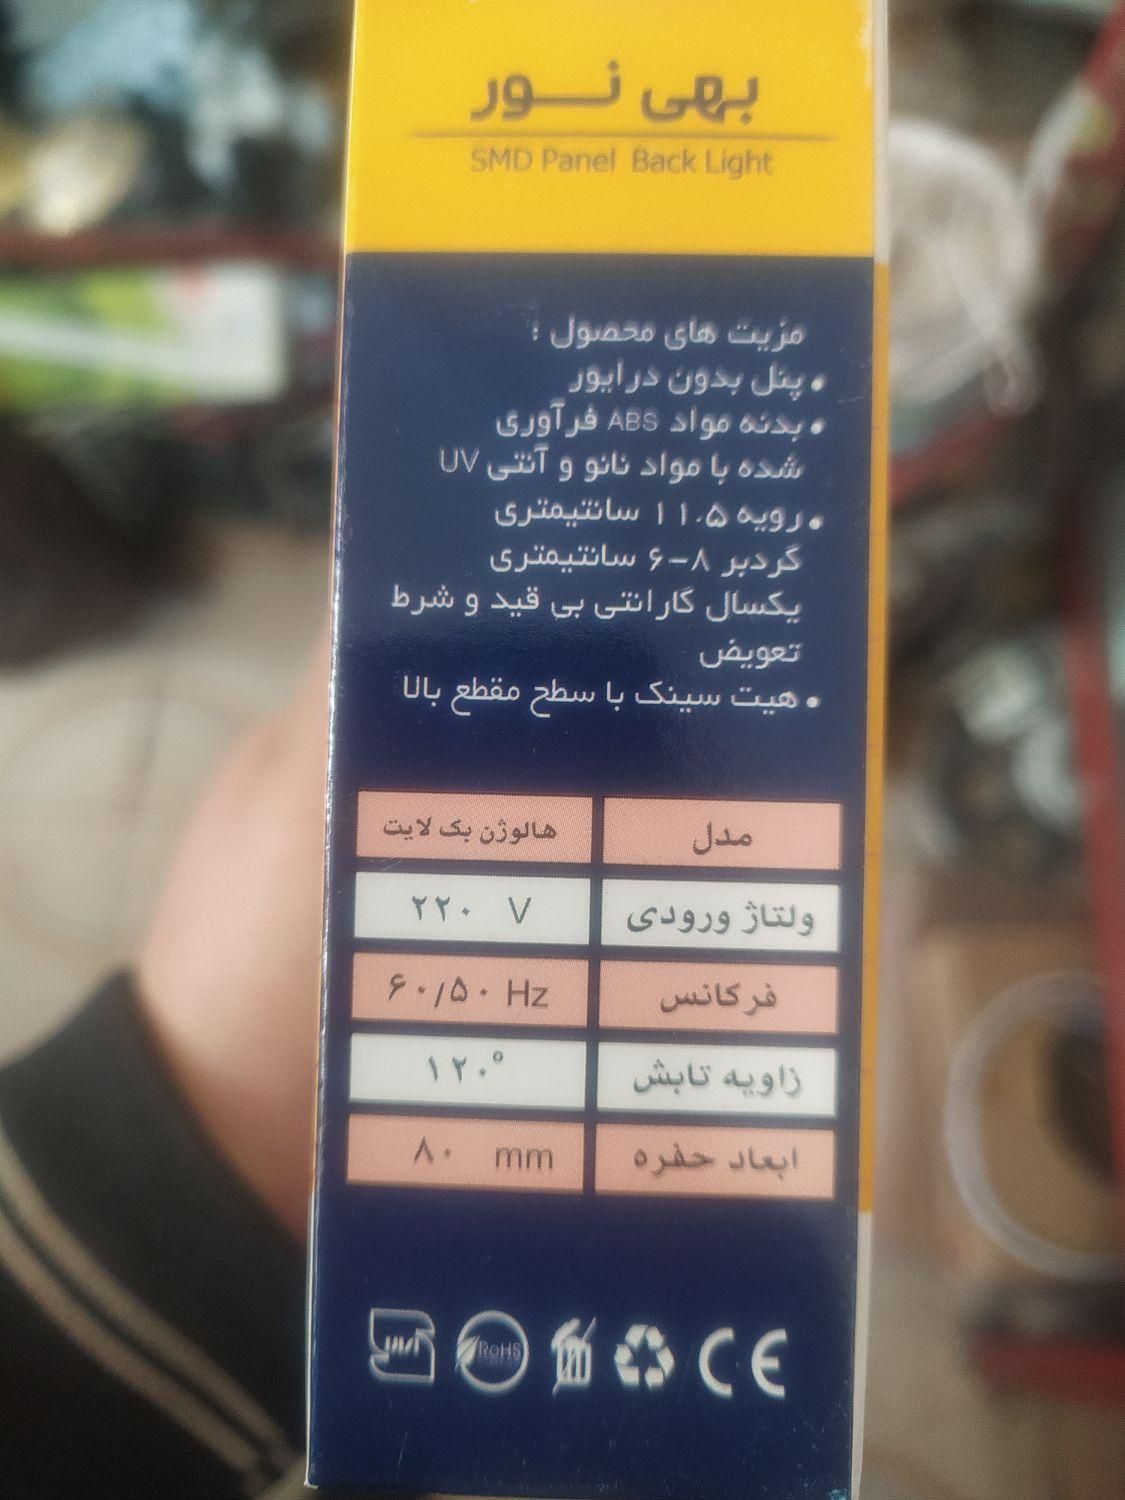 بهی نور
SMD Panel Back Light
مزیت های محصول :
• پنل بدون درایور
• بدنه مواد ABS فرآوری
شده با مواد نانو و آنتی UV
• رویه ۱۱.۵ سانتیمتری
گردبر ۸-۶ سانتیمتری
یکسال گارانتی بی قید و شرط
تعویض
• هیت سینک با سطح مقطع بالا
مدل هالوژن بک لایت
ولتاژ ورودی ۲۲۰ V
فرکانس ۶۰/۵۰ Hz
زاویه تابش ۱۲۰°
ابعاد حفره ۸۰ mm
RoHS CE